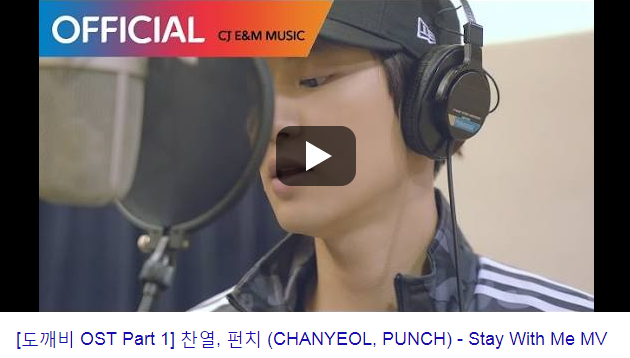 OFFICIAL CJ E&M MUSIC
[도깨비 OST Part 1] 찬열, 펀치 (CHANYEOL, PUNCH) - Stay With Me MV